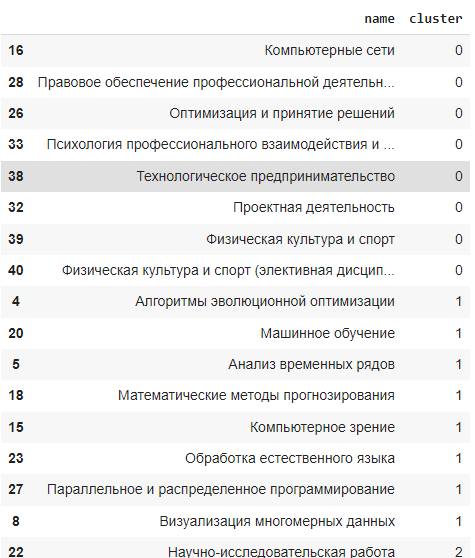 name cluster
16 Компьютерные сети 0
28 Правовое обеспечение профессиональной деятельн... 0
26 Оптимизация и принятие решений 0
33 Психология профессионального взаимодействия и ... 0
38 Технологическое предпринимательство 0
32 Проектная деятельность 0
39 Физическая культура и спорт 0
40 Физическая культура и спорт (элективная дисцип... 0
4 Алгоритмы эволюционной оптимизации 1
20 Машинное обучение 1
5 Анализ временных рядов 1
18 Математические методы прогнозирования 1
15 Компьютерное зрение 1
23 Обработка естественного языка 1
27 Параллельное и распределенное программирование 1
8 Визуализация многомерных данных 1
22 Научно-исследовательская работа 2